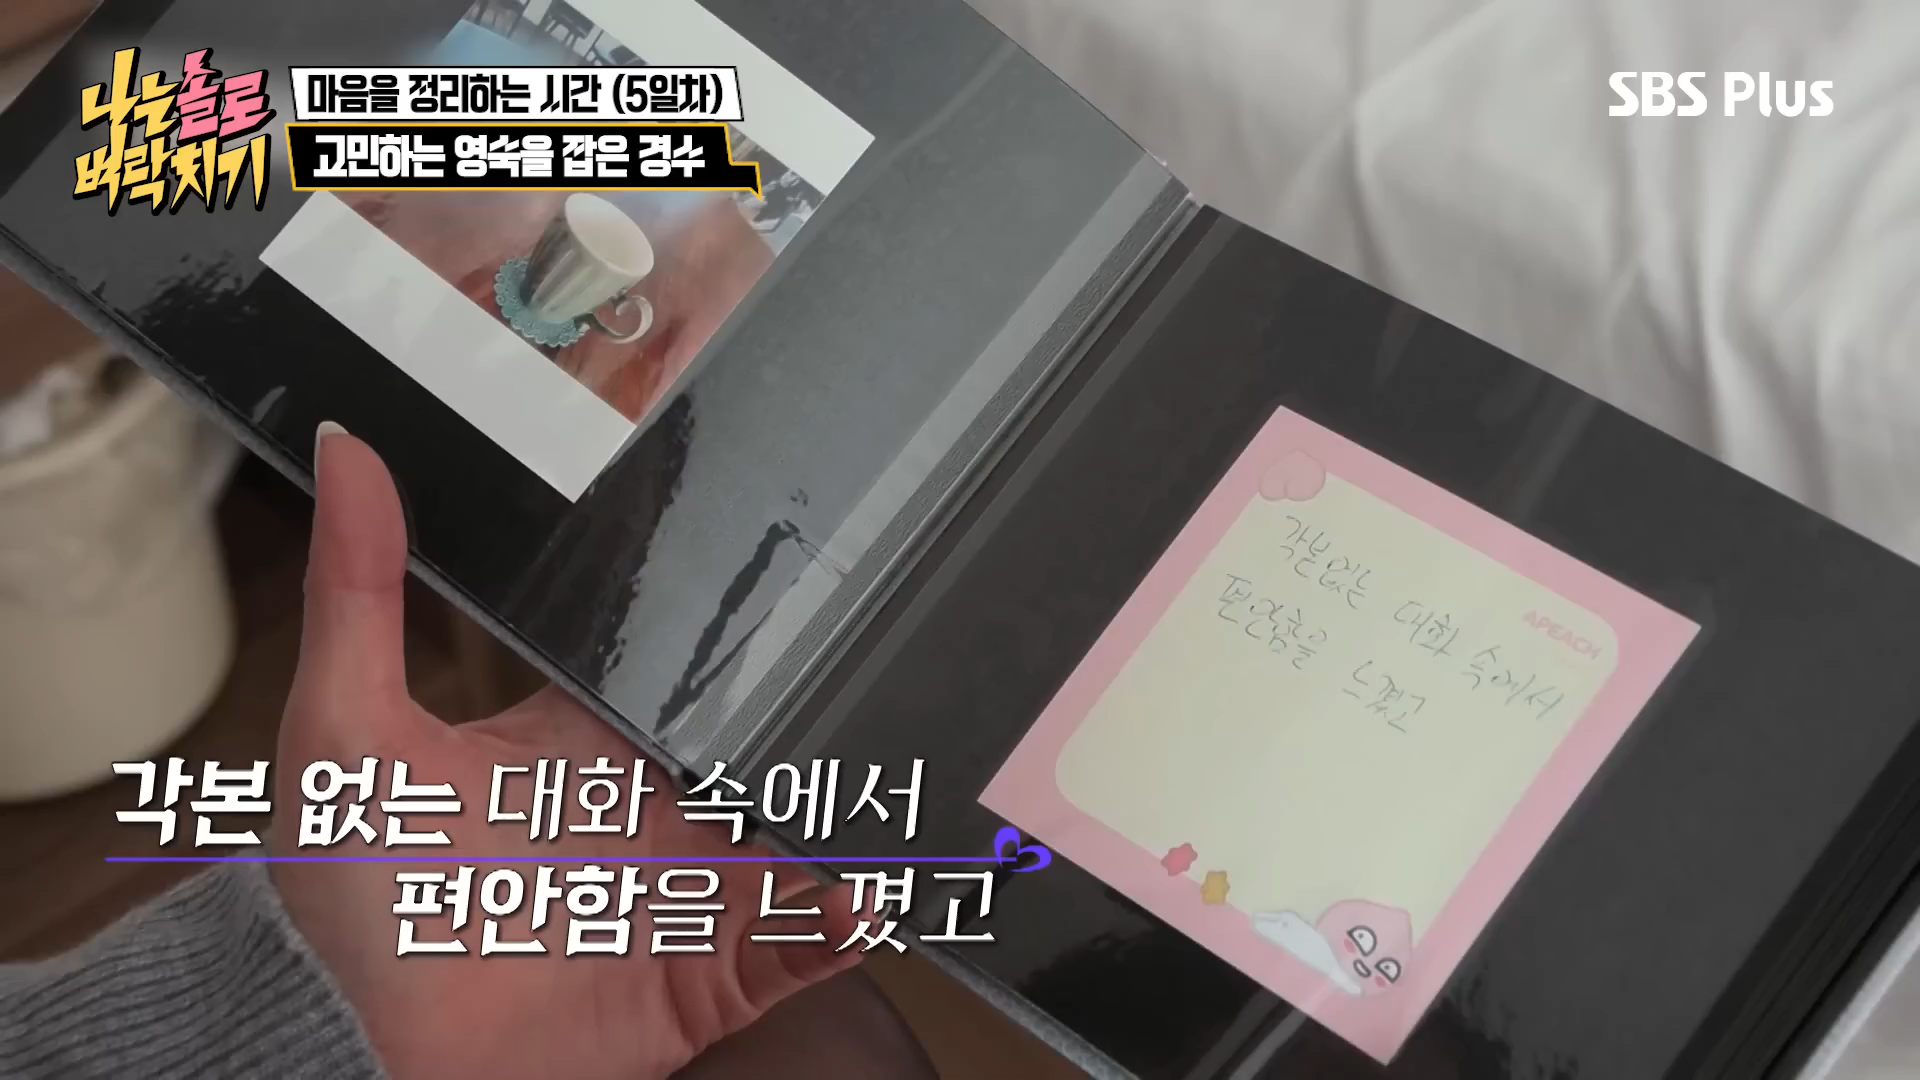 나는솔로
벼락치기
마음을 정리하는 시간 (5일차)
고민하는 영숙을 잡은 경수
SBS Plus
각본없는 대화 속에서
편안함을 느꼈고
APEACH
각본 없는 대화 속에서
편안함을 느꼈고